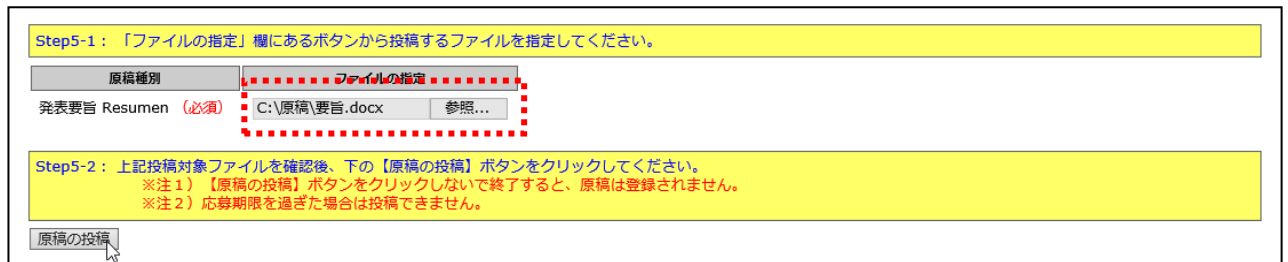 Step5-1： 「ファイルの指定」欄にあるボタンから投稿するファイルを指定してください。
原稿種別 ファイルの指定
発表要旨 Resumen （必須） C:\原稿\要旨.docx 参照...
Step5-2： 上記投稿対象ファイルを確認後、下の【原稿の投稿】ボタンをクリックしてください。
※注１）【原稿の投稿】ボタンをクリックしないで終了すると、原稿は登録されません。
※注２）応募期限を過ぎた場合は投稿できません。
原稿の投稿